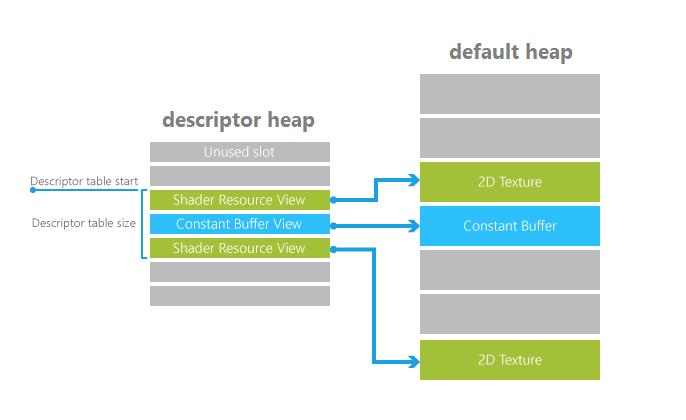 default heap
descriptor heap
Unused slot
Descriptor table start
Shader Resource View
2D Texture
Descriptor table size
Constant Buffer View
Constant Buffer
Shader Resource View
2D Texture